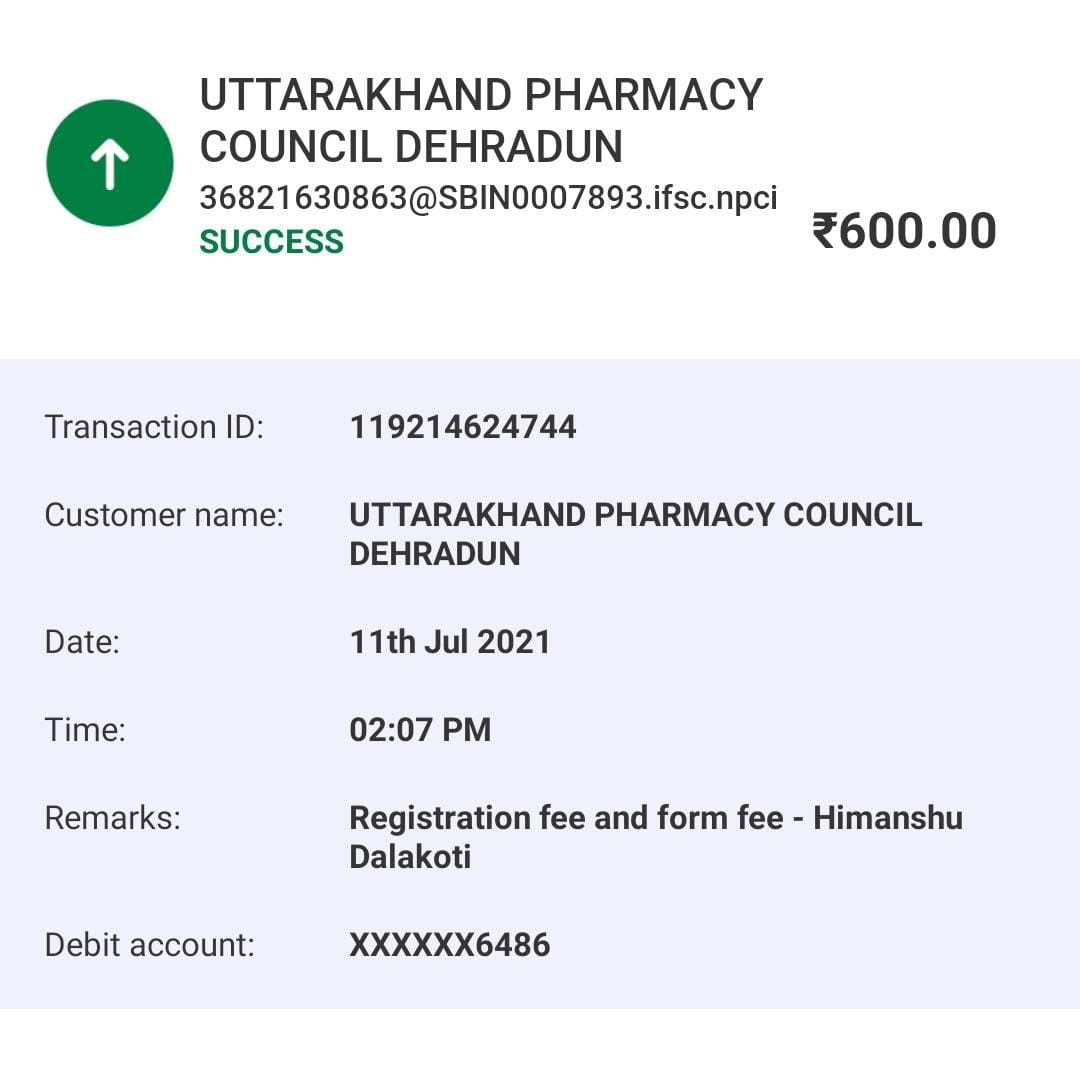 UTTARAKHAND PHARMACY
COUNCIL DEHRADUN
36821630863@SBIN0007893.ifsc.npci
SUCCESS
₹600.00
Transaction ID: 119214624744
Customer name: UTTARAKHAND PHARMACY COUNCIL
DEHRADUN
Date: 11th Jul 2021
Time: 02:07 PM
Remarks: Registration fee and form fee - Himanshu
Dalakoti
Debit account: XXXXXX6486